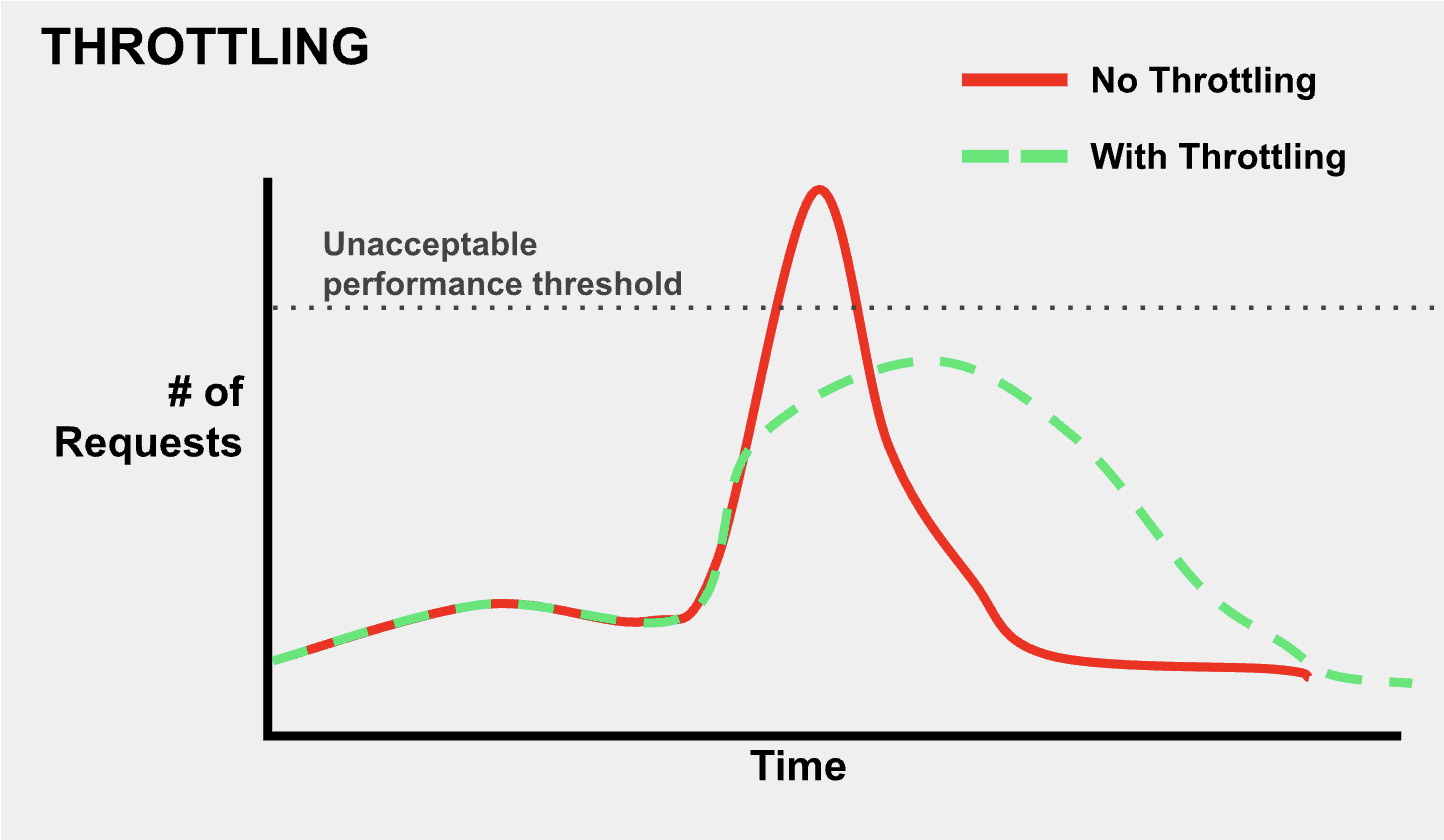 THROTTLING
No Throttling
With Throttling
Unacceptable
performance threshold
# of
Requests
Time